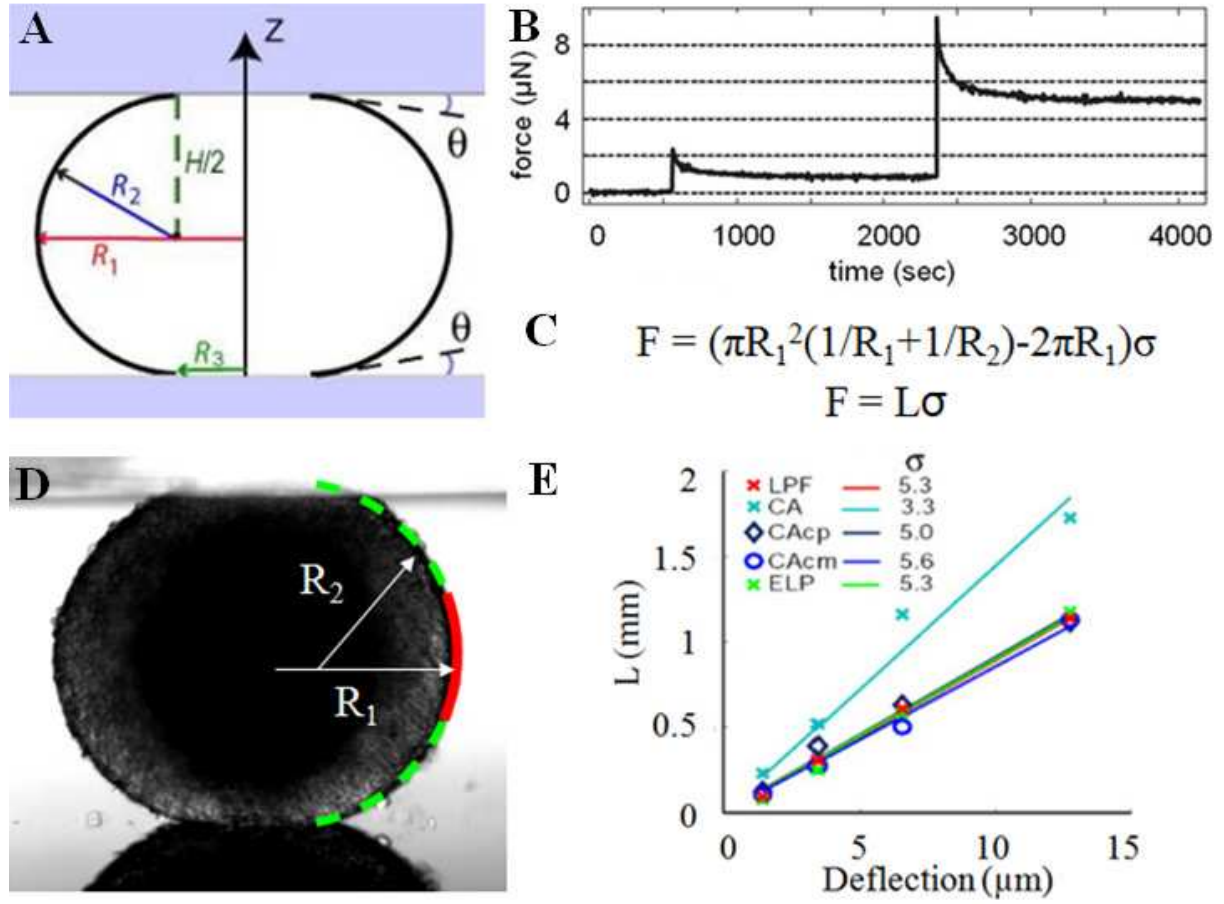 A
Z
θ
H/2
R₂
R₁
R₃
θ
B
force (µN)
8
4
0
0 1000 2000 3000 4000
time (sec)
C
F = (πR₁²(1/R₁+1/R₂)-2πR₁)σ
F = Lσ
D
R₂
R₁
E
σ
LPF 5.3
CA 3.3
CAcp 5.0
CAcm 5.6
ELP 5.3
L (mm)
2
1.5
1
0.5
0
0 5 10 15
Deflection (µm)